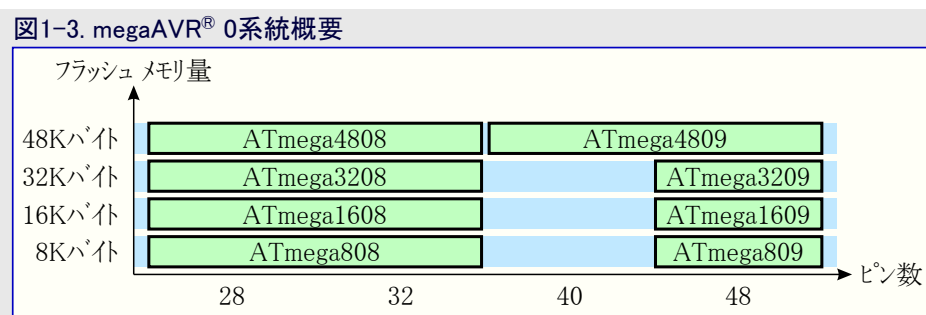 図1-3. megaAVR® 0系統概要
フラッシュ メモリ量
48Kバイト ATmega4808 ATmega4809
32Kバイト ATmega3208 ATmega3209
16Kバイト ATmega1608 ATmega1609
8Kバイト ATmega808 ATmega809
ピン数
28 32 40 48